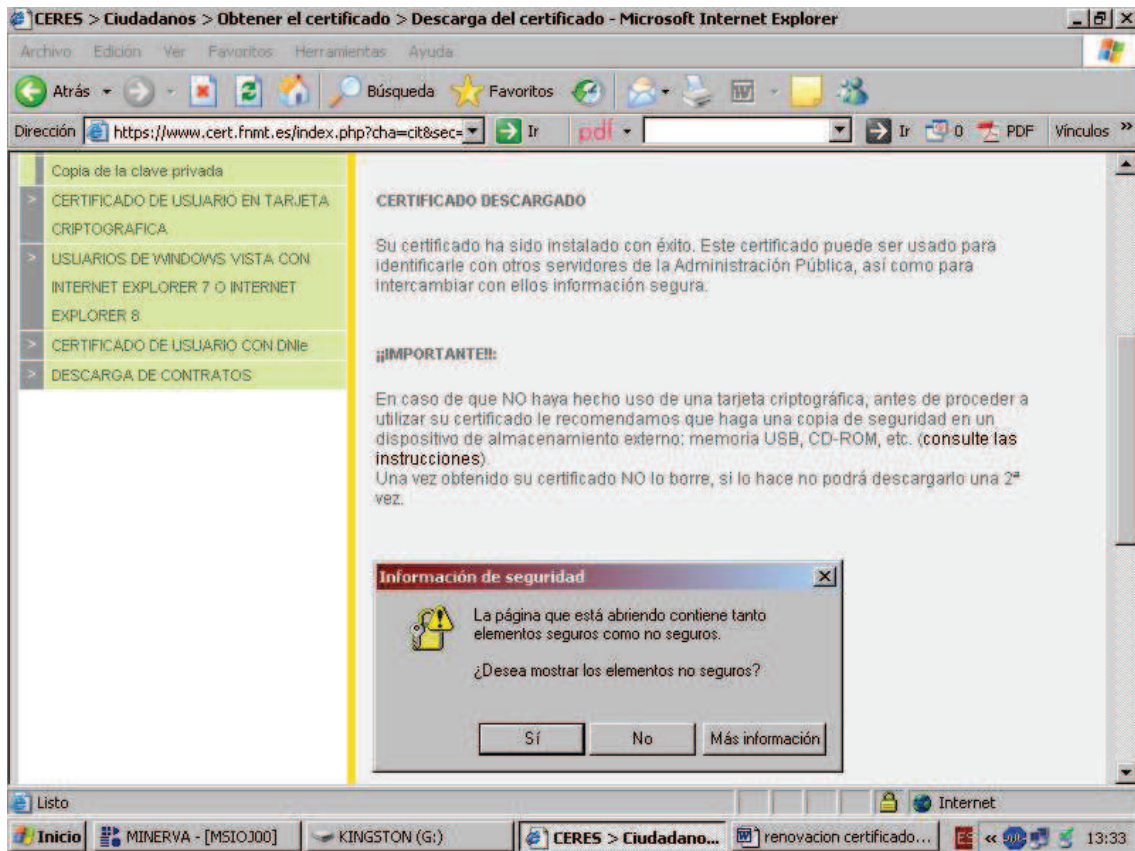 CERES > Ciudadanos > Obtener el certificado > Descarga del certificado - Microsoft Internet Explorer
Archivo Edición Ver Favoritos Herramientas Ayuda
Atrás Búsqueda Favoritos
Dirección https://www.cert.fnmt.es/index.php?cha=cit&sec= Ir pdf Ir 0 PDF Vínculos »
Copia de la clave privada
> CERTIFICADO DE USUARIO EN TARJETA
CRIPTOGRAFICA
> USUARIOS DE WINDOWS VISTA CON
INTERNET EXPLORER 7 O INTERNET
EXPLORER 8
> CERTIFICADO DE USUARIO CON DNIe
> DESCARGA DE CONTRATOS
CERTIFICADO DESCARGADO
Su certificado ha sido instalado con éxito. Este certificado puede ser usado para
identificarle con otros servidores de la Administración Pública, así como para
intercambiar con ellos información segura.
¡¡IMPORTANTE!!:
En caso de que NO haya hecho uso de una tarjeta criptográfica, antes de proceder a
utilizar su certificado le recomendamos que haga una copia de seguridad en un
dispositivo de almacenamiento externo: memoria USB, CD-ROM, etc. (consulte las
instrucciones)
Una vez obtenido su certificado NO lo borre, si lo hace no podrá descargarlo una 2ª
vez.
Información de seguridad
La página que está abriendo contiene tanto
elementos seguros como no seguros.
¿Desea mostrar los elementos no seguros?
Sí No Más información
Listo Internet
Inicio MINERVA - [MSIOJ00] KINGSTON (G:) CERES > Ciudadano... renovacion certificado... ES « 13:33